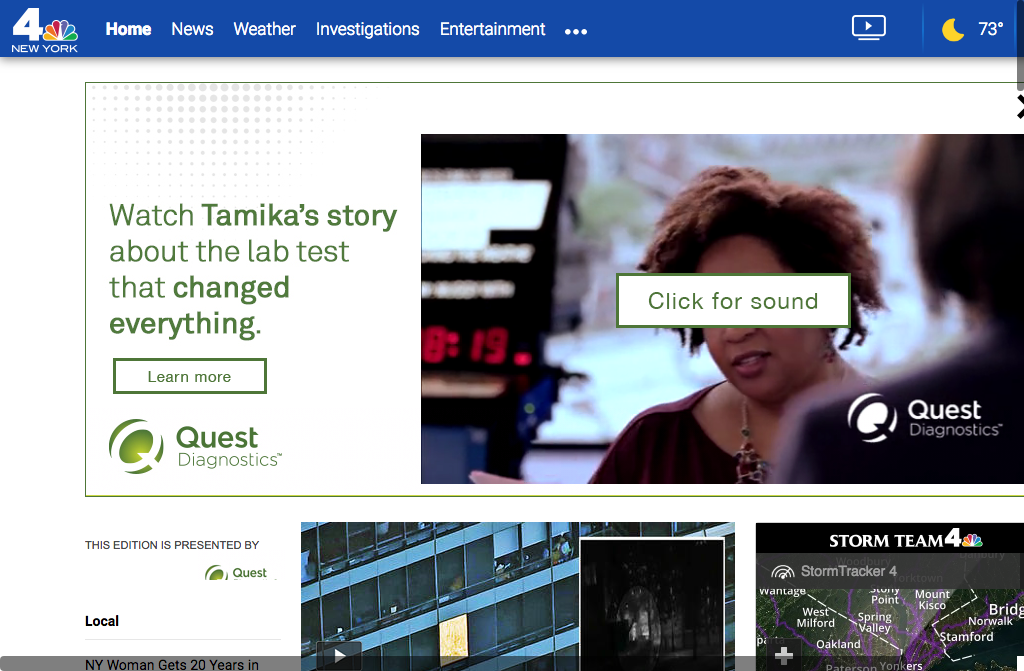 4
NEW YORK
Home
News
Weather
Investigations
Entertainment
73°
Watch Tamika's story
about the lab test
that changed
everything.
Learn more
Quest
Diagnostics™
8:19
Click for sound
Quest
Diagnostics™
THIS EDITION IS PRESENTED BY
Quest
Local
NY Woman Gets 20 Years in
STORM TEAM 4
StormTracker 4
Yorktown
Wantage
Stony
Point
Mount
Kisco
West
Milford
Spring
Valley
Bridg
Norwalk
Stamford
Oakland
Paterson
Yonkers